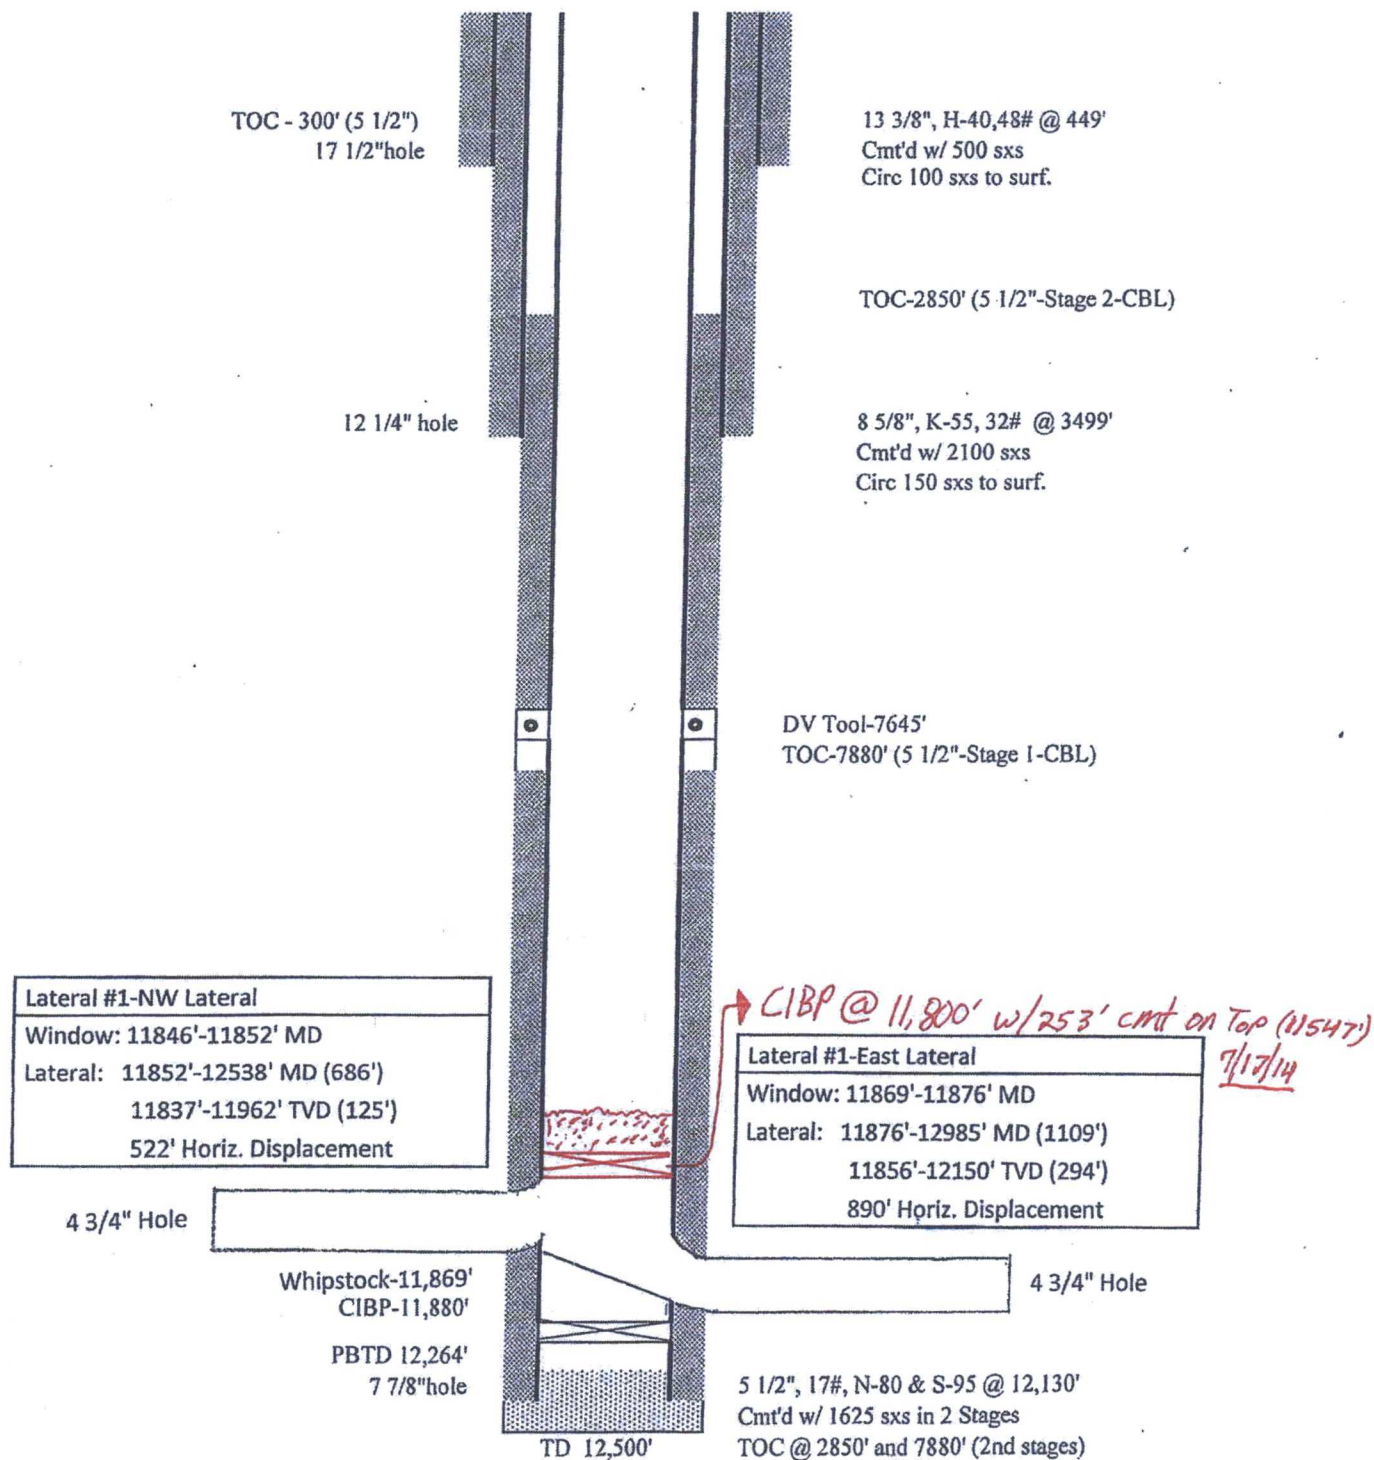 TOC - 300' (5 1/2")
17 1/2"hole
13 3/8", H-40,48# @ 449'
Cmt'd w/ 500 sxs
Circ 100 sxs to surf.
TOC-2850' (5 1/2"-Stage 2-CBL)
12 1/4" hole
8 5/8", K-55, 32# @ 3499'
Cmt'd w/ 2100 sxs
Circ 150 sxs to surf.
DV Tool-7645'
TOC-7880' (5 1/2"-Stage 1-CBL)
Lateral #1-NW Lateral
Window: 11846'-11852' MD
Lateral: 11852'-12538' MD (686')
11837'-11962' TVD (125')
522' Horiz. Displacement
CIBP @ 11,800' w/253' cmt on Top (11547')
Lateral #1-East Lateral
Window: 11869'-11876' MD
Lateral: 11876'-12985' MD (1109')
11856'-12150' TVD (294')
890' Horiz. Displacement
4 3/4" Hole
Whipstock-11,869'
CIBP-11,880'
4 3/4" Hole
PBTD 12,264'
7 7/8"hole
5 1/2", 17#, N-80 & S-95 @ 12,130'
Cmt'd w/ 1625 sxs in 2 Stages
TD 12,500'
TOC @ 2850' and 7880' (2nd stages)